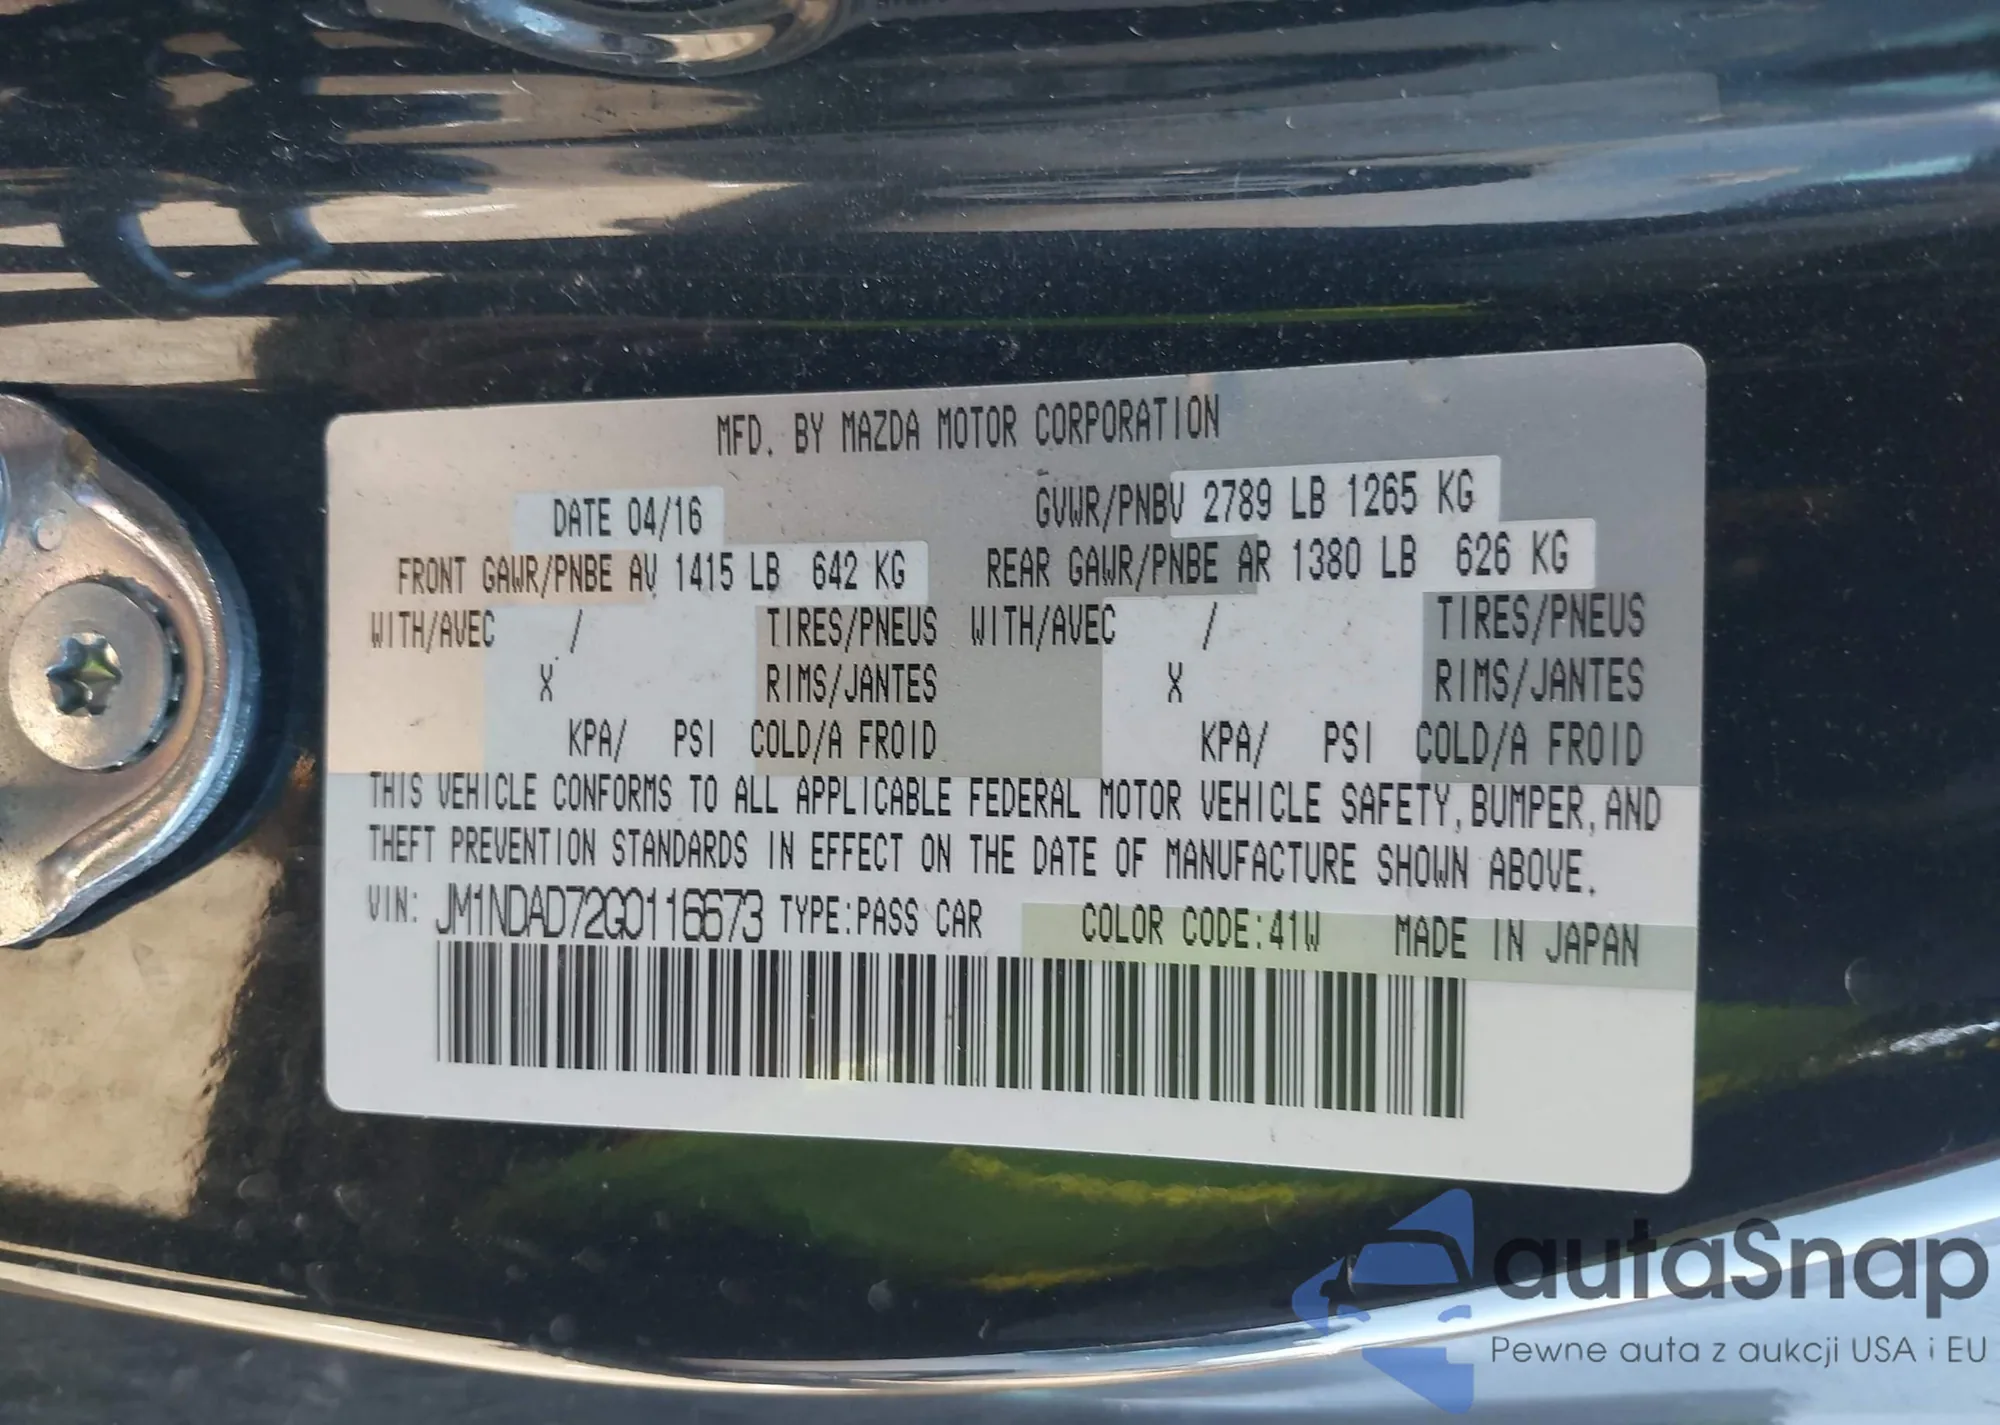 MFD. BY MAZDA MOTOR CORPORATION
DATE 04/16 GVWR/PNBV 2789 LB 1265 KG
FRONT GAWR/PNBE AV 1415 LB 642 KG REAR GAWR/PNBE AR 1380 LB 626 KG
WITH/AVEC / TIRES/PNEUS WITH/AVEC / TIRES/PNEUS
X RIMS/JANTES X RIMS/JANTES
KPA/ PSI COLD/A FROID KPA/ PSI COLD/A FROID
THIS VEHICLE CONFORMS TO ALL APPLICABLE FEDERAL MOTOR VEHICLE SAFETY, BUMPER, AND
THEFT PREVENTION STANDARDS IN EFFECT ON THE DATE OF MANUFACTURE SHOWN ABOVE.
VIN: JM1NDAD72G0116673 TYPE:PASS CAR COLOR CODE:41W MADE IN JAPAN
autaSnap
Pewne auta z aukcji USA i EU